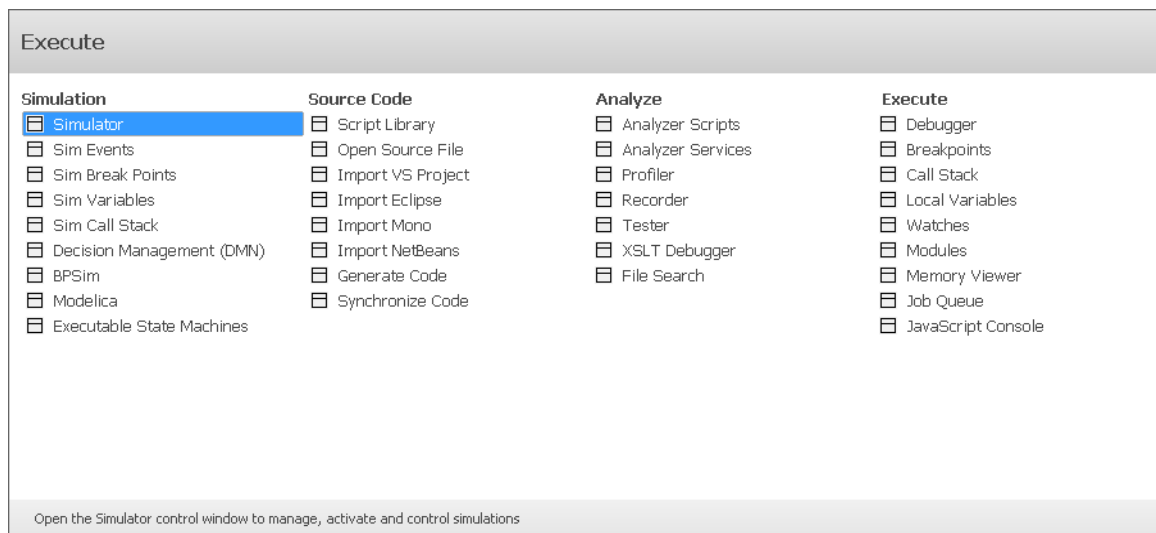 Execute
Simulation
Simulator
Sim Events
Sim Break Points
Sim Variables
Sim Call Stack
Decision Management (DMN)
BPSim
Modelica
Executable State Machines
Source Code
Script Library
Open Source File
Import VS Project
Import Eclipse
Import Mono
Import NetBeans
Generate Code
Synchronize Code
Analyze
Analyzer Scripts
Analyzer Services
Profiler
Recorder
Tester
XSLT Debugger
File Search
Execute
Debugger
Breakpoints
Call Stack
Local Variables
Watches
Modules
Memory Viewer
Job Queue
JavaScript Console
Open the Simulator control window to manage, activate and control simulations